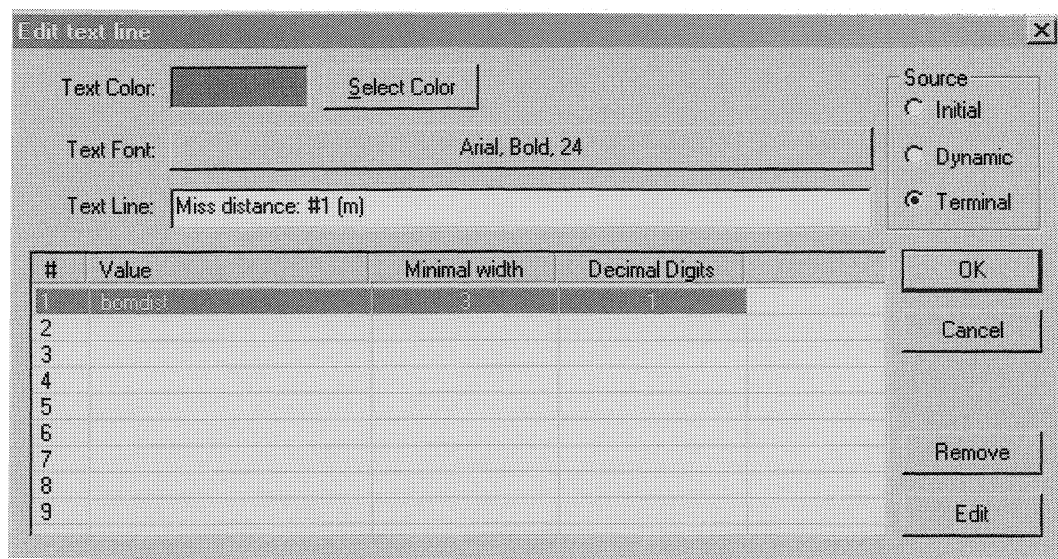 Edit text line
Text Color:
Select Color
Text Font:
Arial, Bold, 24
Text Line:
Miss distance: #1 (m)
Source
Initial
Dynamic
Terminal
# Value Minimal width Decimal Digits
1 bomdist 3 1
2
3
4
5
6
7
8
9
OK
Cancel
Remove
Edit